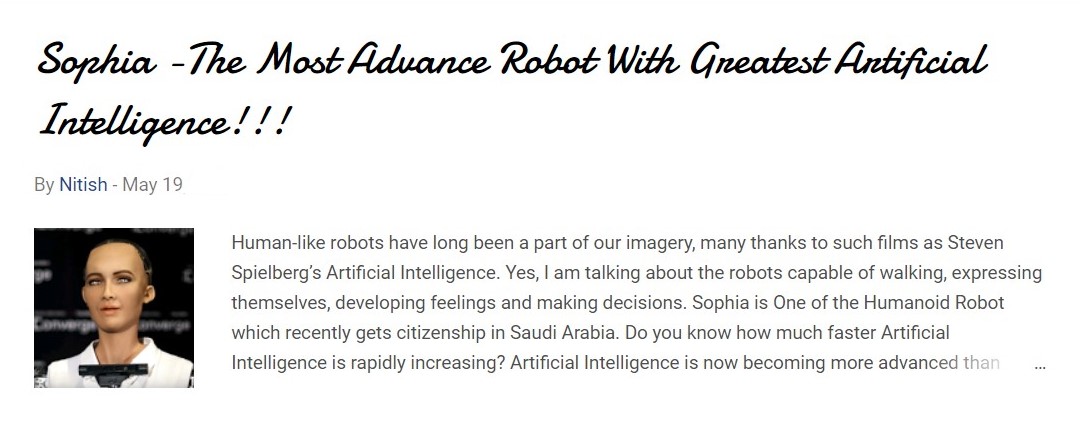 Sophia -The Most Advance Robot With Greatest Artificial
Intelligence!!!
By Nitish - May 19
Human-like robots have long been a part of our imagery, many thanks to such films as Steven
Spielberg's Artificial Intelligence. Yes, I am talking about the robots capable of walking, expressing
themselves, developing feelings and making decisions. Sophia is One of the Humanoid Robot
which recently gets citizenship in Saudi Arabia. Do you know how much faster Artificial
Intelligence is rapidly increasing? Artificial Intelligence is now becoming more advanced than ...